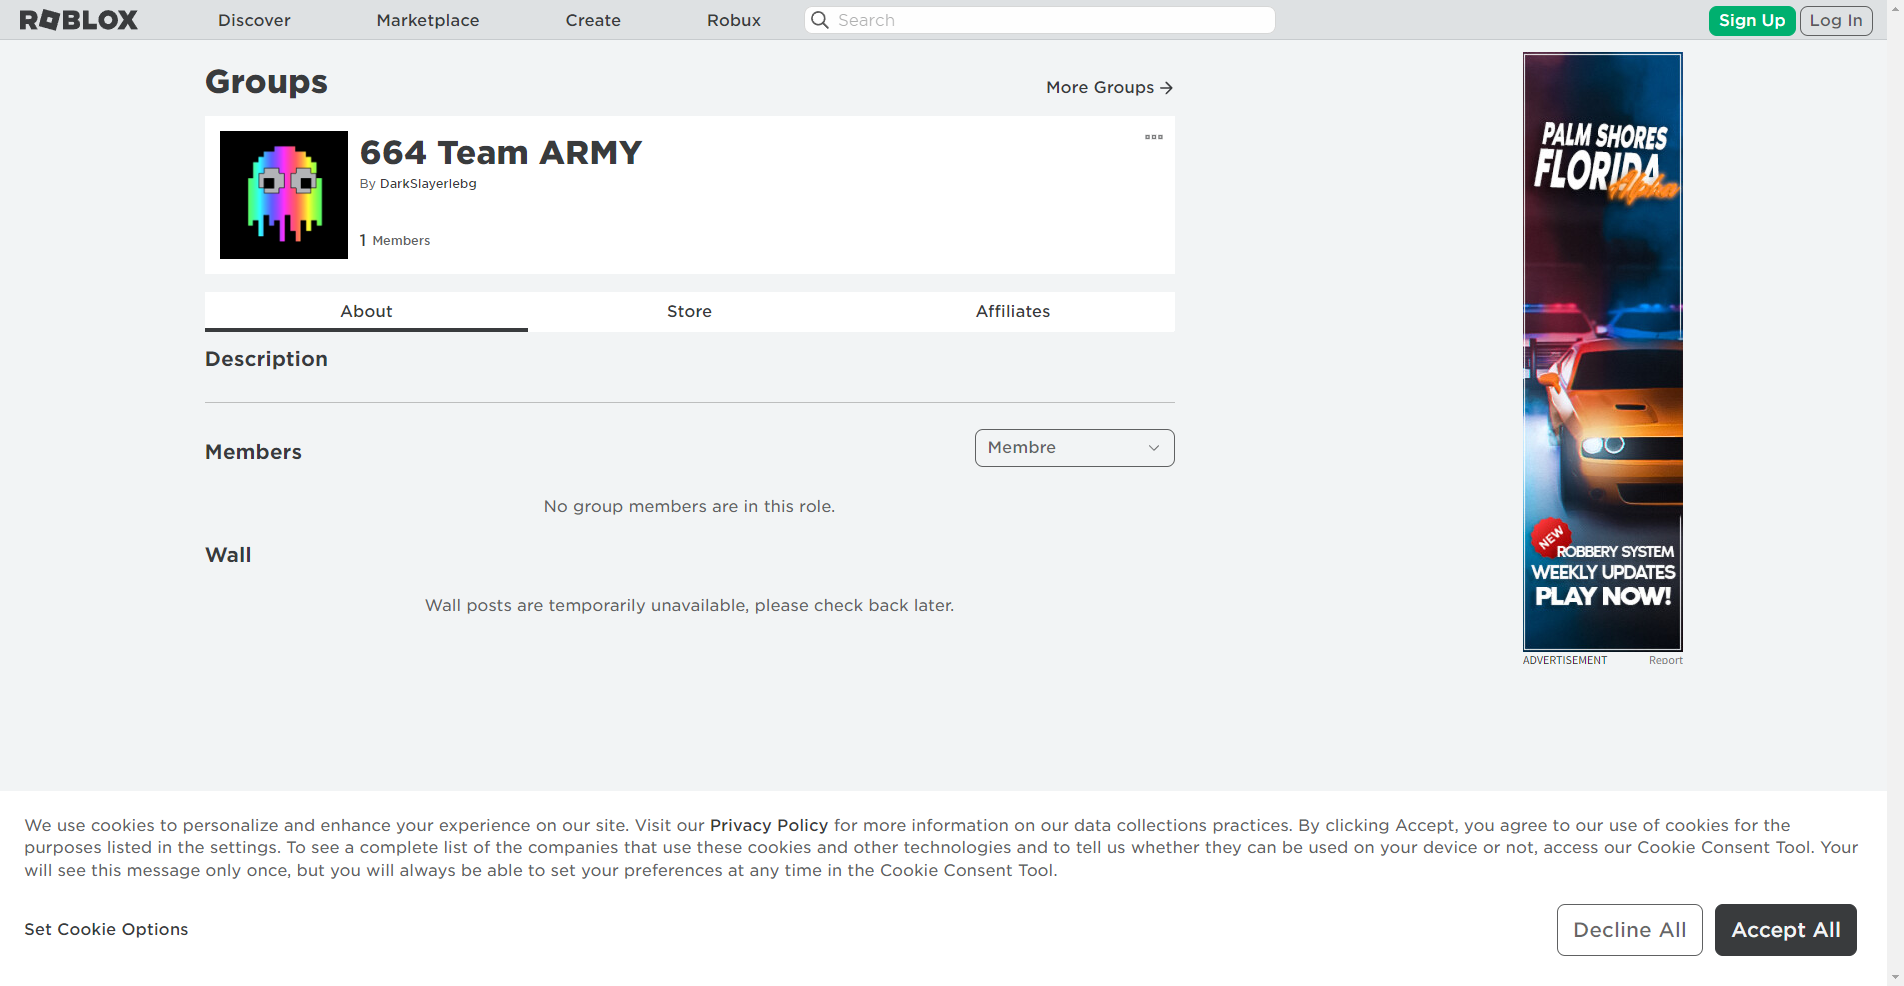 ROBLOX
Discover
Marketplace
Create
Robux
Search
Sign Up
Log In
Groups
More Groups
664 Team ARMY
By DarkSlayerlebg
1 Members
About
Store
Affiliates
Description
Members
Membre
No group members are in this role.
Wall
Wall posts are temporarily unavailable, please check back later.
PALM SHORES
FLORIDA
Alpha
NEW
ROBBERY SYSTEM
WEEKLY UPDATES
PLAY NOW!
ADVERTISEMENT
Report
We use cookies to personalize and enhance your experience on our site. Visit our Privacy Policy for more information on our data collections practices. By clicking Accept, you agree to our use of cookies for the
purposes listed in the settings. To see a complete list of the companies that use these cookies and other technologies and to tell us whether they can be used on your device or not, access our Cookie Consent Tool. Your
will see this message only once, but you will always be able to set your preferences at any time in the Cookie Consent Tool.
Set Cookie Options
Decline All
Accept All